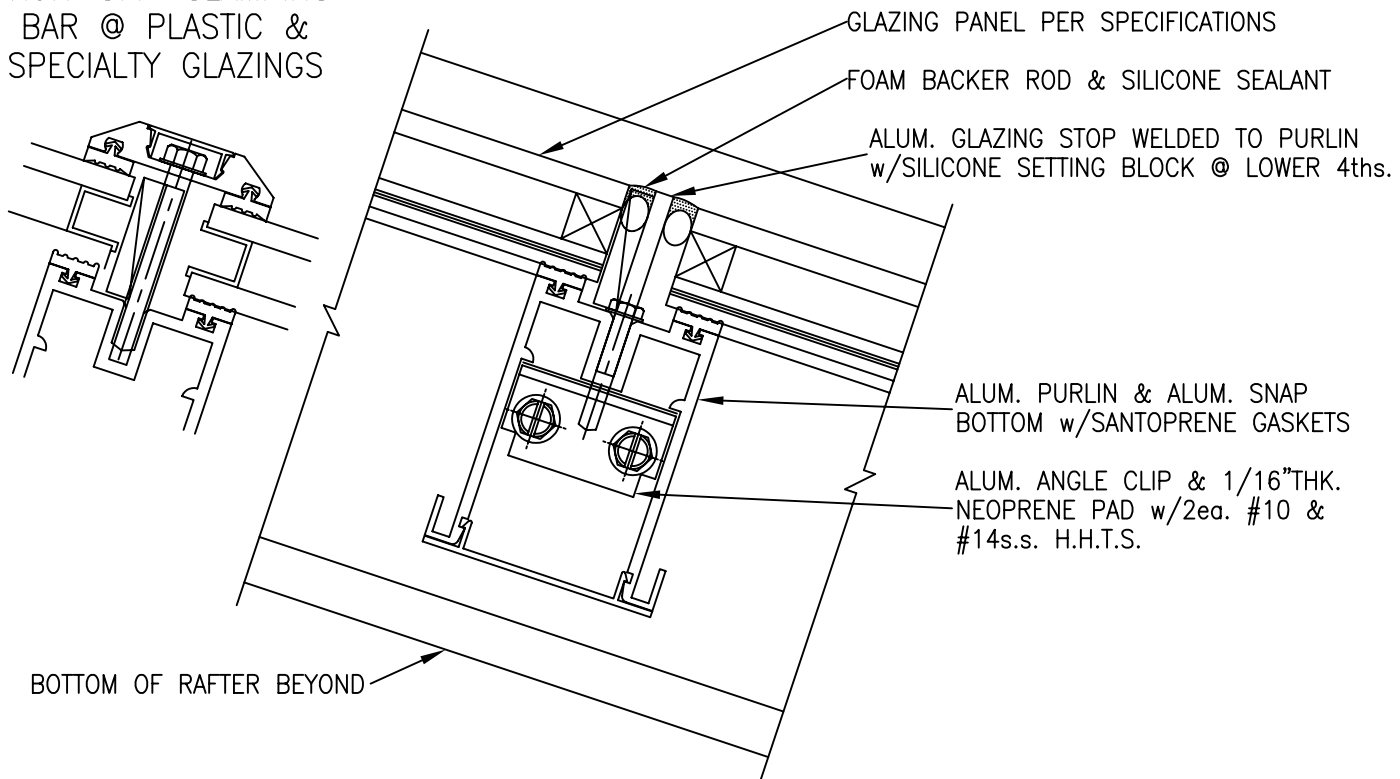 BAR @ PLASTIC &
SPECIALTY GLAZINGS
GLAZING PANEL PER SPECIFICATIONS
FOAM BACKER ROD & SILICONE SEALANT
ALUM. GLAZING STOP WELDED TO PURLIN
w/SILICONE SETTING BLOCK @ LOWER 4ths.
ALUM. PURLIN & ALUM. SNAP
BOTTOM w/SANTOPRENE GASKETS
ALUM. ANGLE CLIP & 1/16"THK.
NEOPRENE PAD w/2ea. #10 &
#14s.s. H.H.T.S.
BOTTOM OF RAFTER BEYOND